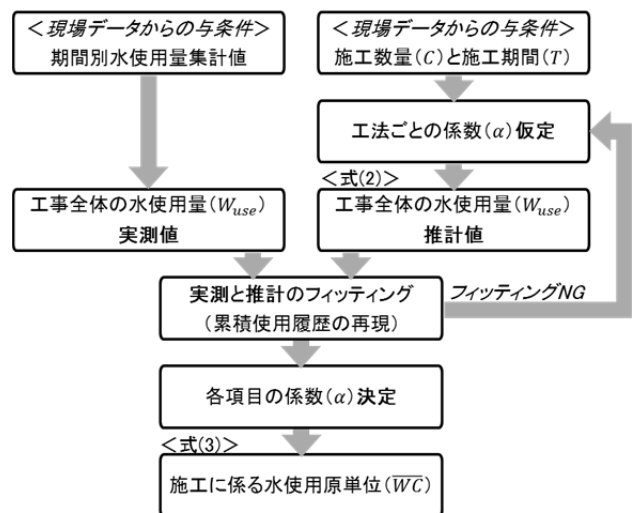 ＜現場データからの与条件＞
期間別水使用量集計値
＜現場データからの与条件＞
施工数量(C)と施工期間(T)
工法ごとの係数(α)仮定
＜式(2)＞
工事全体の水使用量(W_use)
実測値
工事全体の水使用量(W_use)
推計値
実測と推計のフィッティング
(累積使用履歴の再現)
フィッティングNG
各項目の係数(α)決定
＜式(3)＞
施工に係る水使用原単位(\overline{WC})